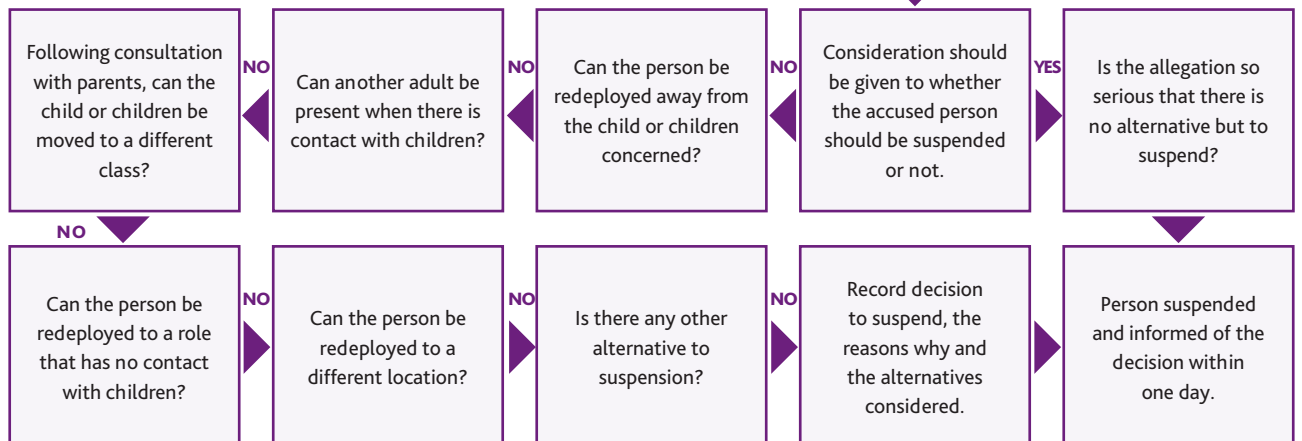 Following consultation
with parents, can the
child or children be
moved to a different
class?
NO
Can another adult be
present when there is
contact with children?
NO
Can the person be
redeployed away from
the child or children
concerned?
NO
Consideration should
be given to whether
the accused person
should be suspended
or not.
YES
Is the allegation so
serious that there is
no alternative but to
suspend?
NO
Can the person be
redeployed to a role
that has no contact
with children?
NO
Can the person be
redeployed to a
different location?
NO
Is there any other
alternative to
suspension?
NO
Record decision
to suspend, the
reasons why and
the alternatives
considered.
Person suspended
and informed of the
decision within
one day.